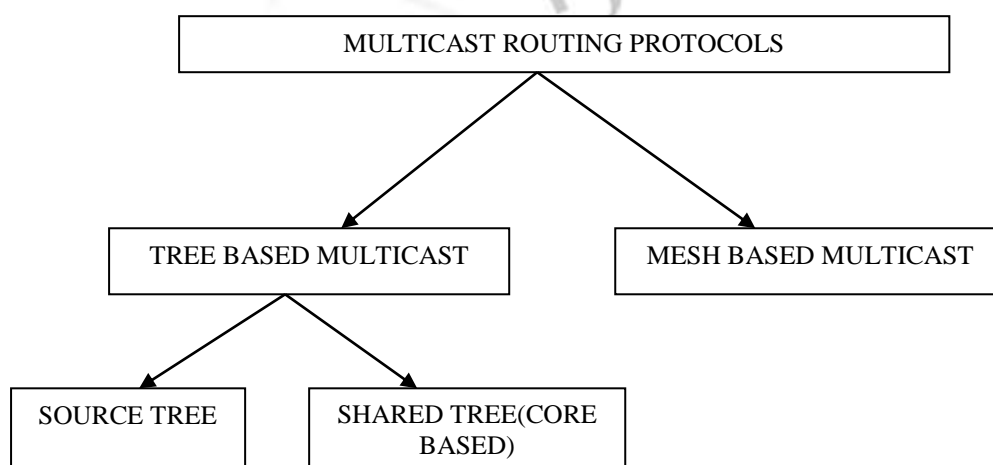 MULTICAST ROUTING PROTOCOLS
TREE BASED MULTICAST
MESH BASED MULTICAST
SOURCE TREE
SHARED TREE(CORE
BASED)